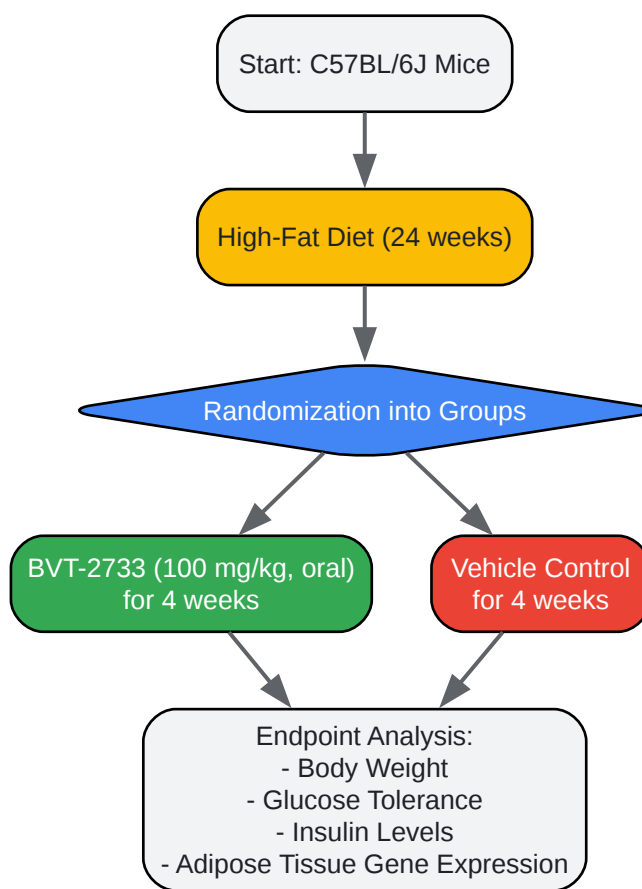 Start: C57BL/6J Mice
High-Fat Diet (24 weeks)
Randomization into Groups
BVT-2733 (100 mg/kg, oral)
for 4 weeks
Vehicle Control
for 4 weeks
Endpoint Analysis:
- Body Weight
- Glucose Tolerance
- Insulin Levels
- Adipose Tissue Gene Expression